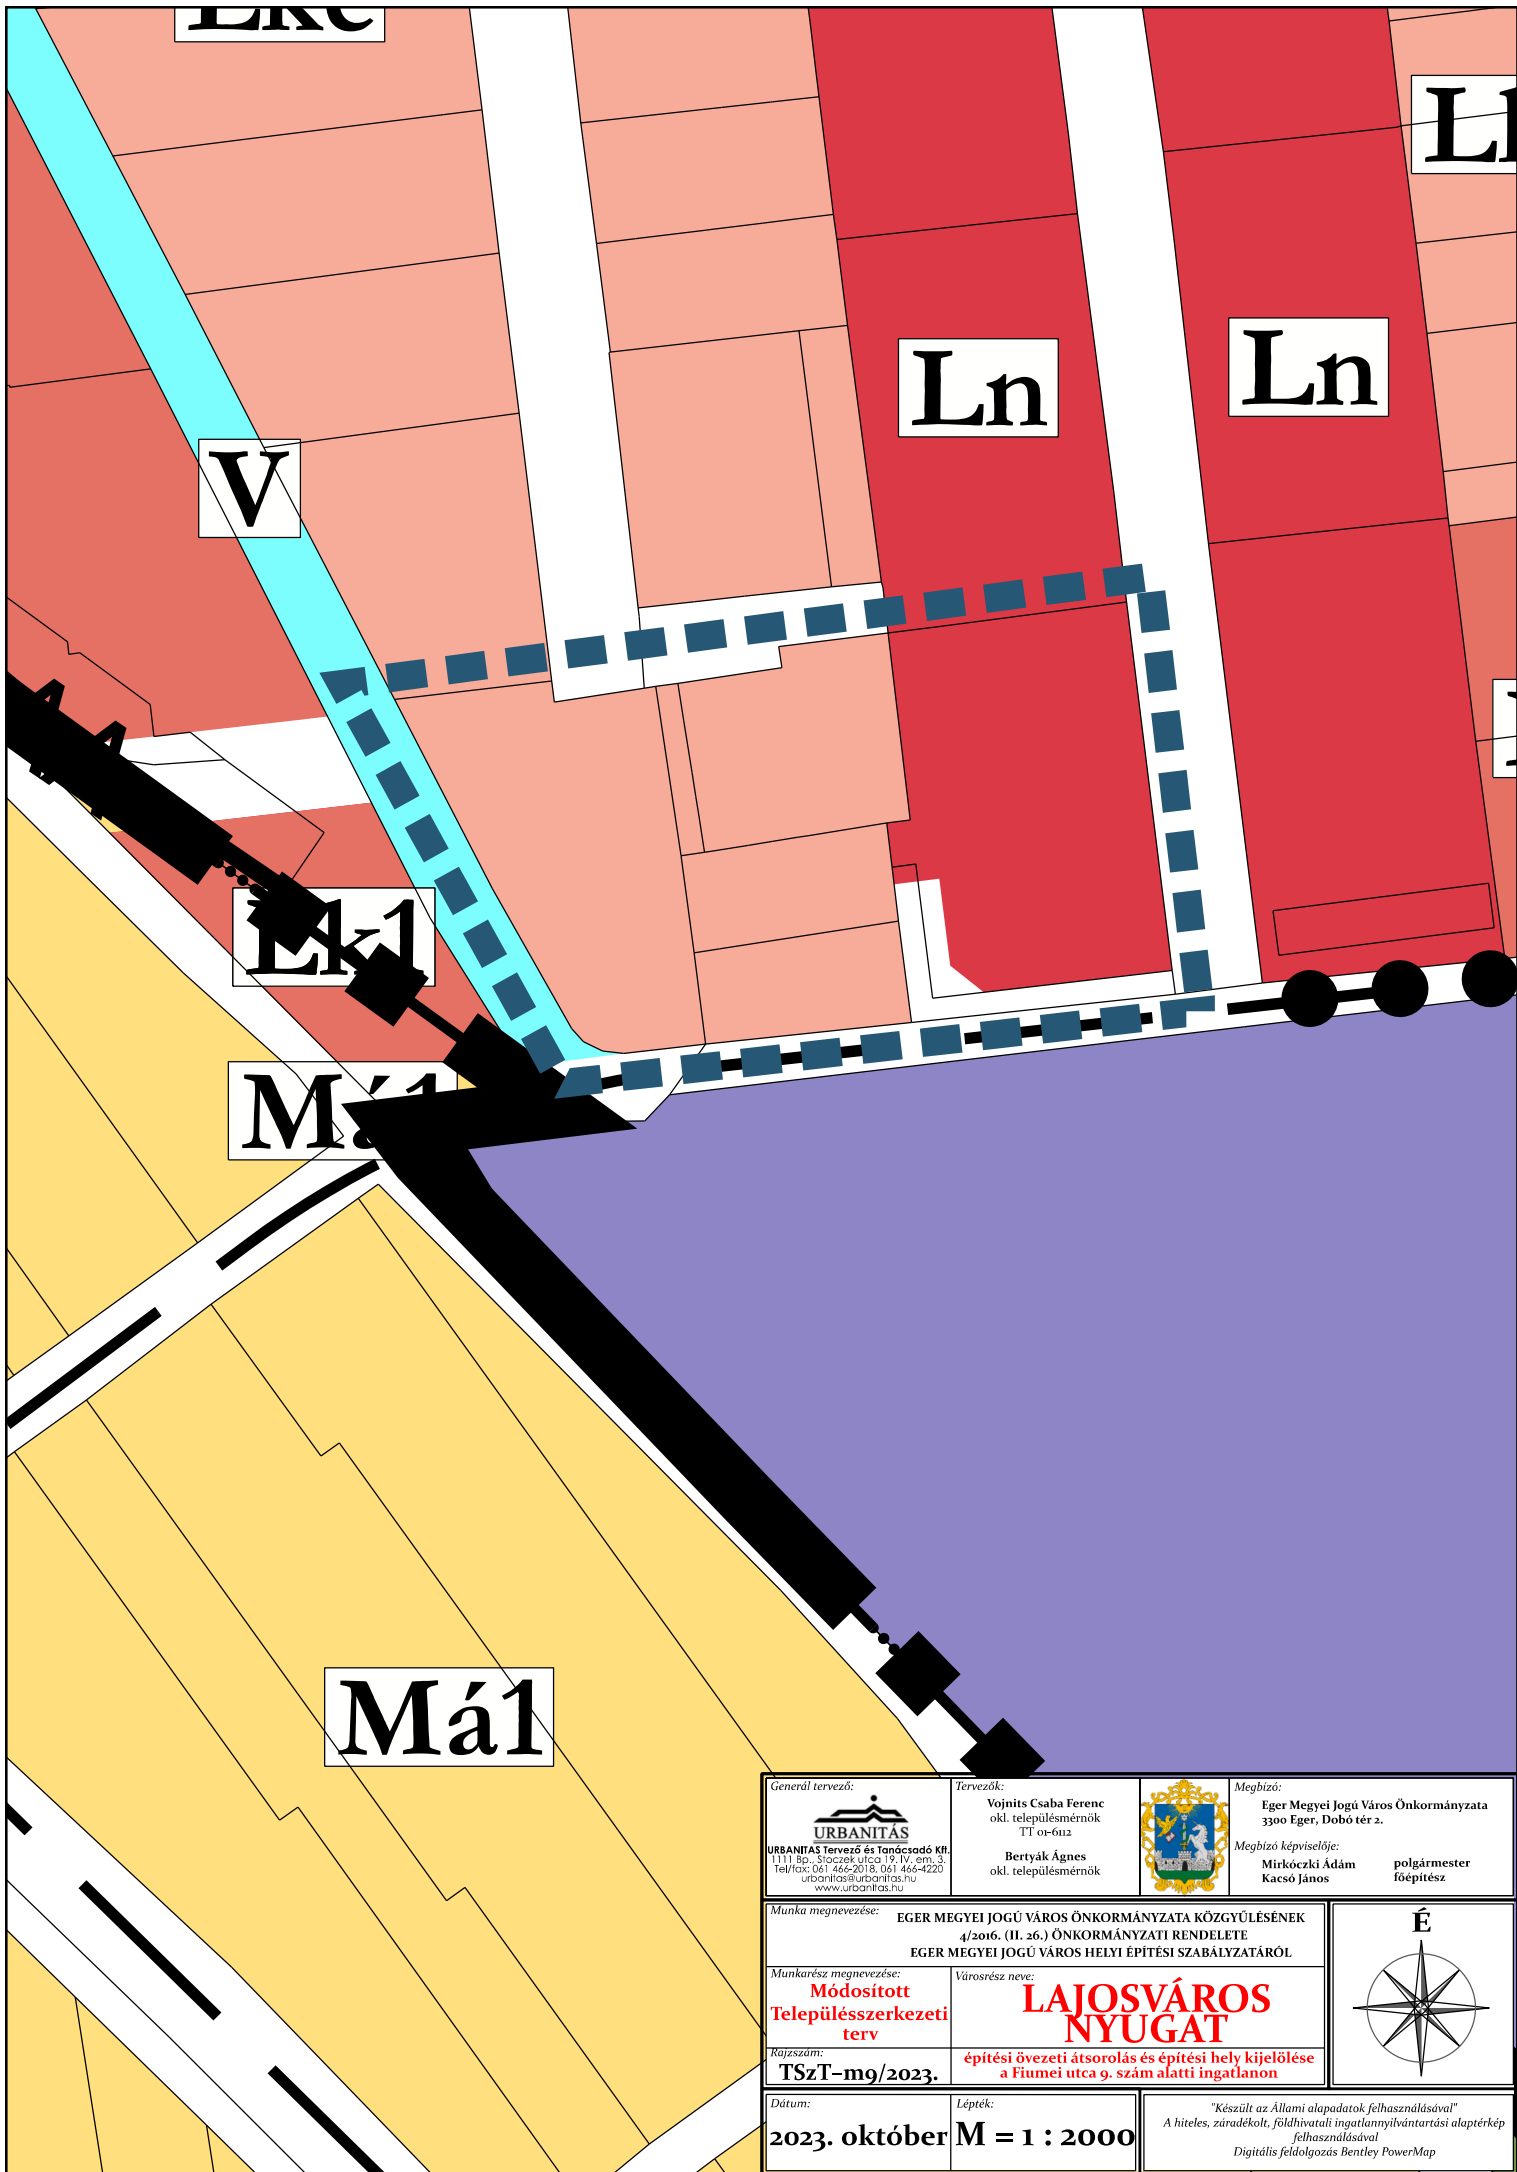 Ln
Ln
V
Lk1
Má1
Má1
Generál tervező:
URBANITÁS
URBANITAS Tervező és Tanácsadó Kft.
1111 Bp., Stoczek utca 19. IV. em. 3.
Tel/fax: 061 466-2018, 061 466-4220
urbanitas@urbanitas.hu
www.urbanitas.hu
Tervezők:
Vojnits Csaba Ferenc
okl. településmérnök
TT 01-6112
Bertyák Ágnes
okl. településmérnök
Megbízó:
Eger Megyei Jogú Város Önkormányzata
3300 Eger, Dobó tér 2.
Megbízó képviselője:
Mirkóczki Ádám polgármester
Kacsó János főépítész
Munka megnevezése:
EGER MEGYEI JOGÚ VÁROS ÖNKORMÁNYZATA KÖZGYŰLÉSÉNEK
4/2016. (II. 26.) ÖNKORMÁNYZATI RENDELETE
EGER MEGYEI JOGÚ VÁROS HELYI ÉPÍTÉSI SZABÁLYZATÁRÓL
Munkarész megnevezése:
Módosított
Településszerkezeti
terv
Városrész neve:
LAJOSVÁROS
NYUGAT
Rajzszám:
TSzT-m9/2023.
építési övezeti átsorolás és építési hely kijelölése
a Fiumei utca 9. szám alatti ingatlanon
É
Dátum:
2023. október
Lépték:
M = 1 : 2000
"Készült az Állami alapadatok felhasználásával"
A hiteles, záradékolt, földhivatali ingatlannyilvántartási alaptérkép
felhasználásával
Digitális feldolgozás Bentley PowerMap